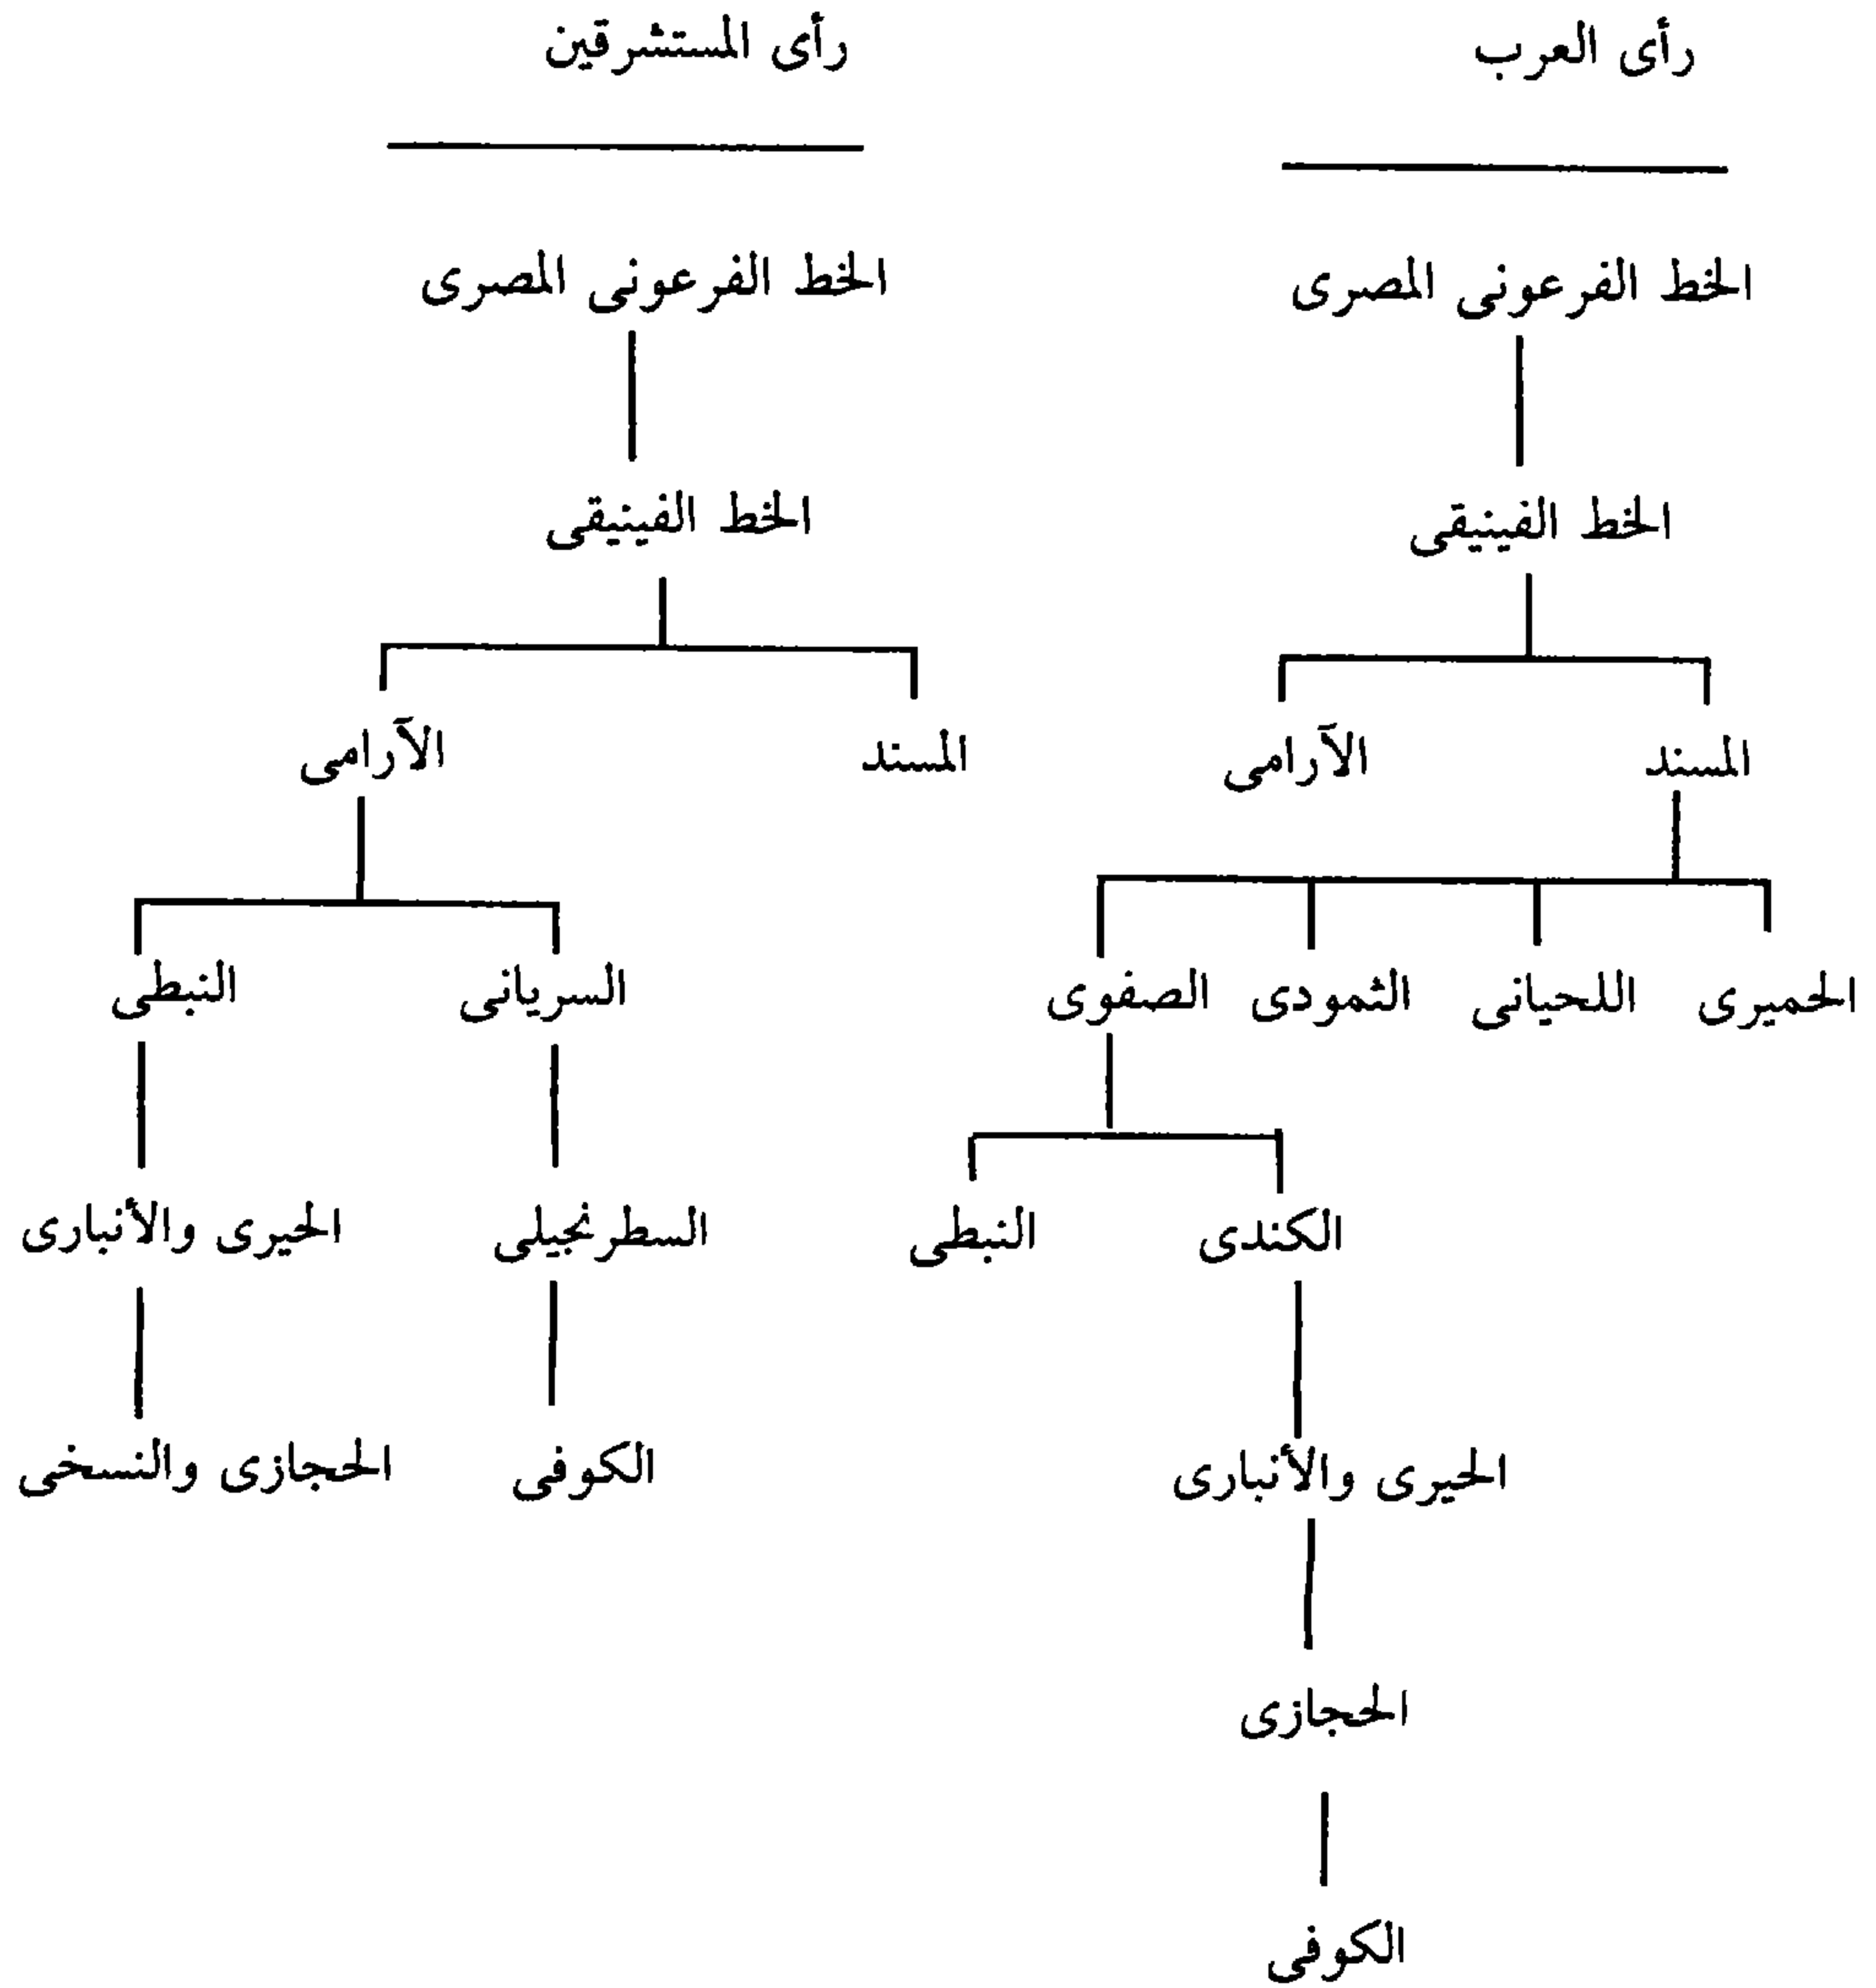 رأى العرب
رأى المستشرقين
الخط الفرعونى المصرى
الخط الفرعونى المصرى
الخط الفينيقى
الخط الفينيقى
المسند
الآرامى
المسند
الآرامى
الحميرى
اللحيانى
الثمودى
الصفوى
السريانى
النبطى
الكندى
النبطى
السطرنجيلى
الحيرى والأنبارى
الحيرى والأنبارى
الكوفى
الحجازى والنسخى
الحجازى
الكوفى